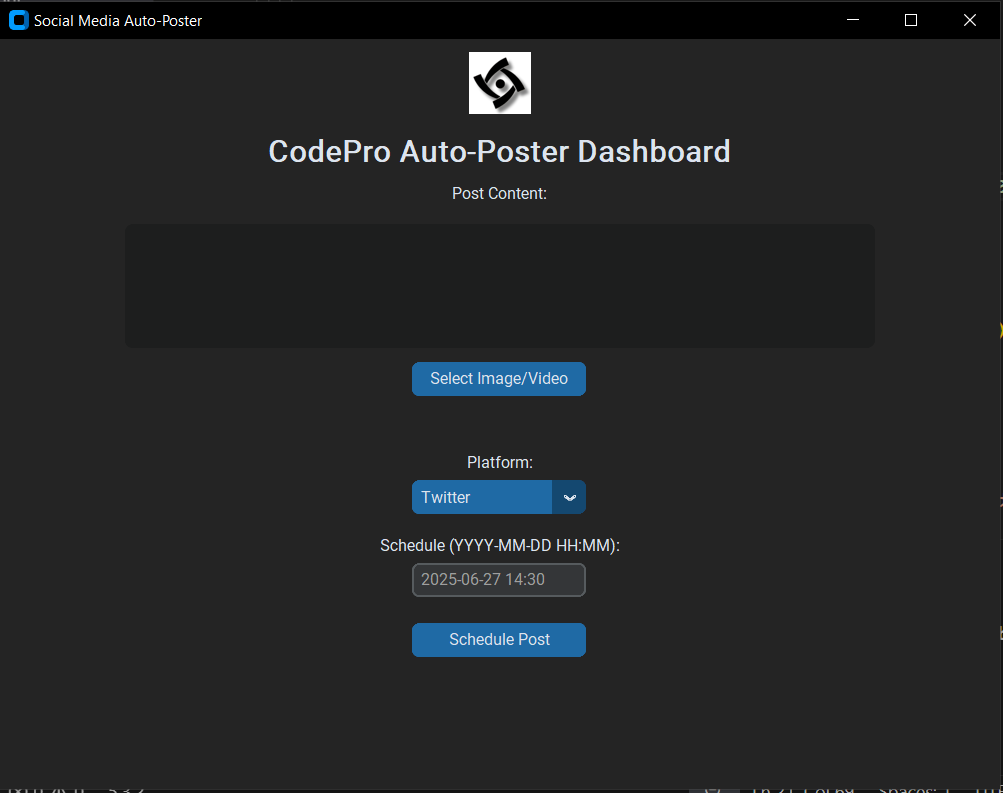 Social Media Auto-Poster
CodePro Auto-Poster Dashboard
Post Content:
Select Image/Video
Platform:
Twitter
Schedule (YYYY-MM-DD HH:MM):
2025-06-27 14:30
Schedule Post